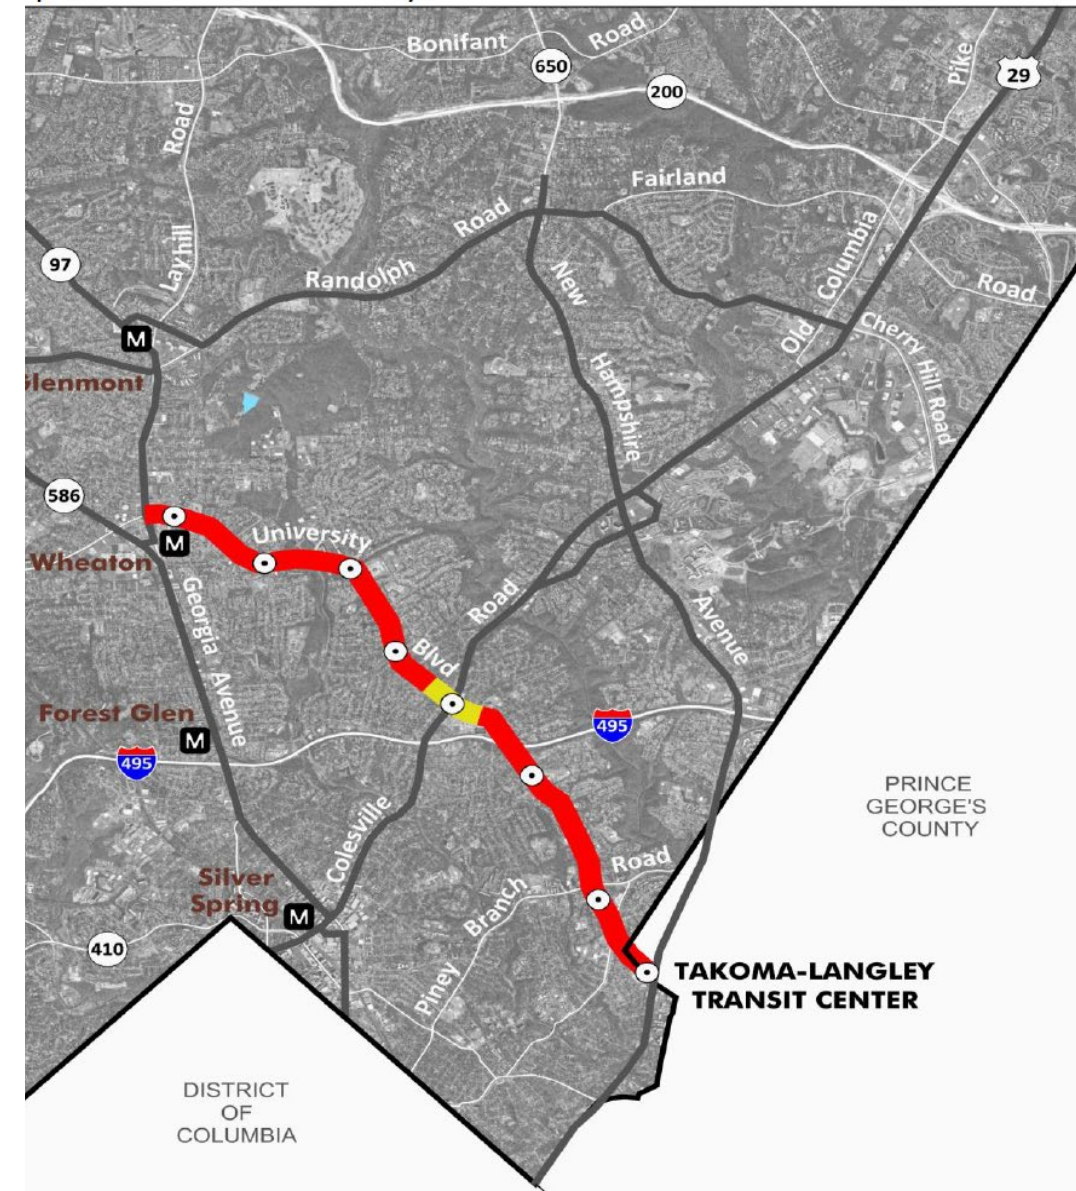 Bonifant
Road
650
200
Pike
29
Road
Fairland
Road
97
Layhill
Randolph
New
Columbia
Road
M
Old
Cherry Hill Road
Glenmont
Hampshire
586
University
Wheaton
M
Georgia
Road
Avenue
Blvd
Forest Glen
M
Avenue
495
495
PRINCE
GEORGE'S
COUNTY
Colesville
Road
Silver
Spring
M
Branch
410
Piney
TAKOMA-LANGLEY
TRANSIT CENTER
DISTRICT
OF
COLUMBIA